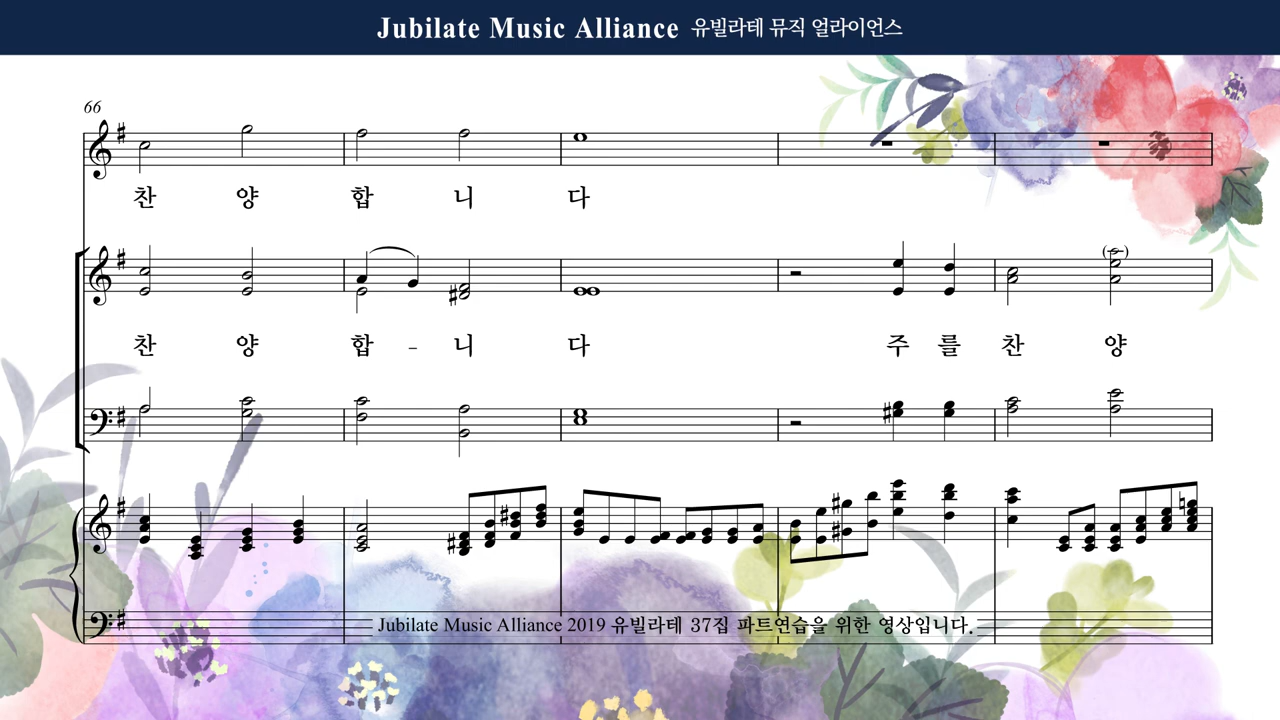 Jubilate Music Alliance 유빌라테 뮤직 얼라이언스
66
찬 양 합 니 다
찬 양 합 - 니 다 주 를 찬 양
Jubilate Music Alliance 2019 유빌라테 37집 파트연습을 위한 영상입니다.